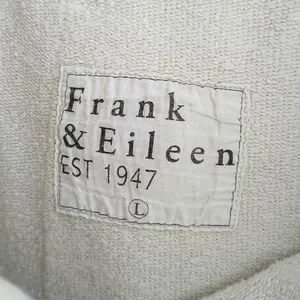 Frank
& Eileen
EST 1947
L